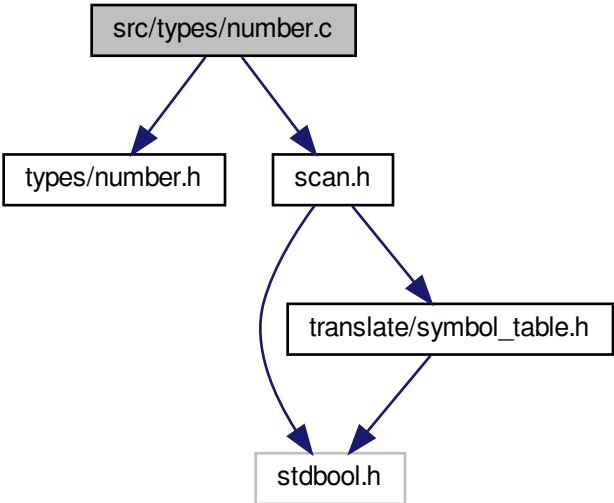 src/types/number.c
types/number.h
scan.h
translate/symbol_table.h
stdbool.h